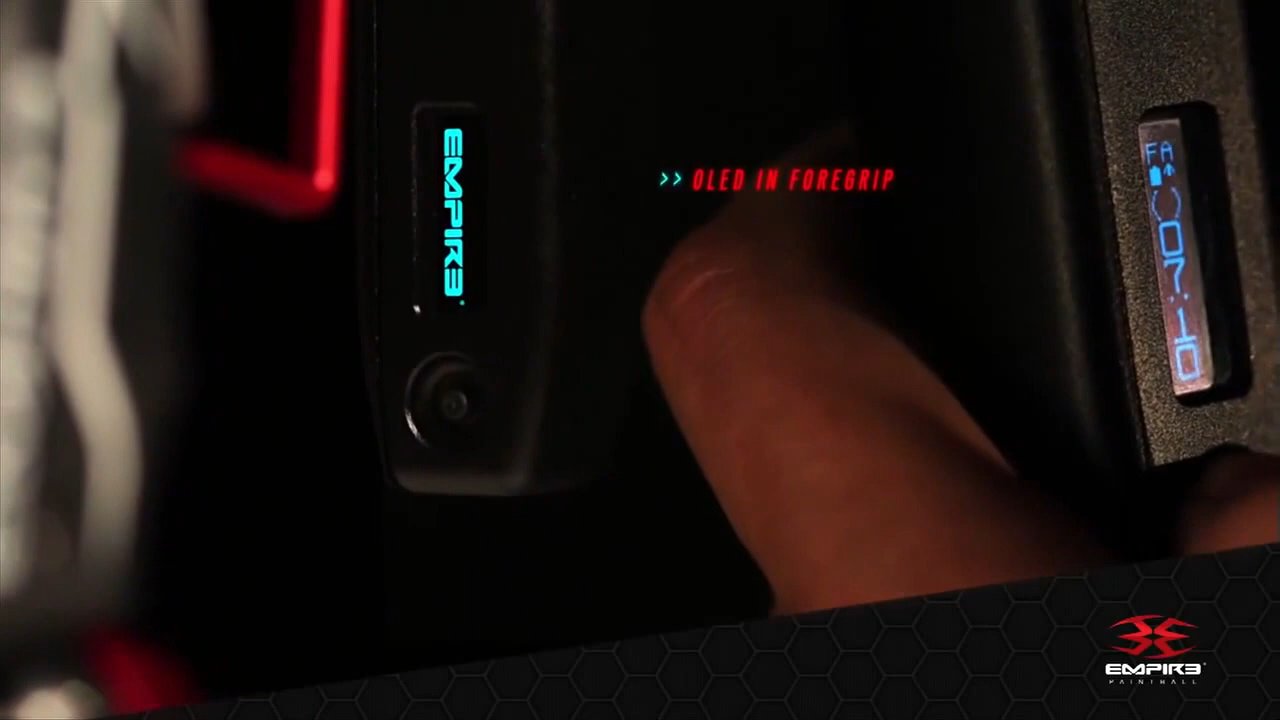 EMPIR3
>> OLED IN FOREGRIP
FA
07:10
EMPIR3
PAINTBALL